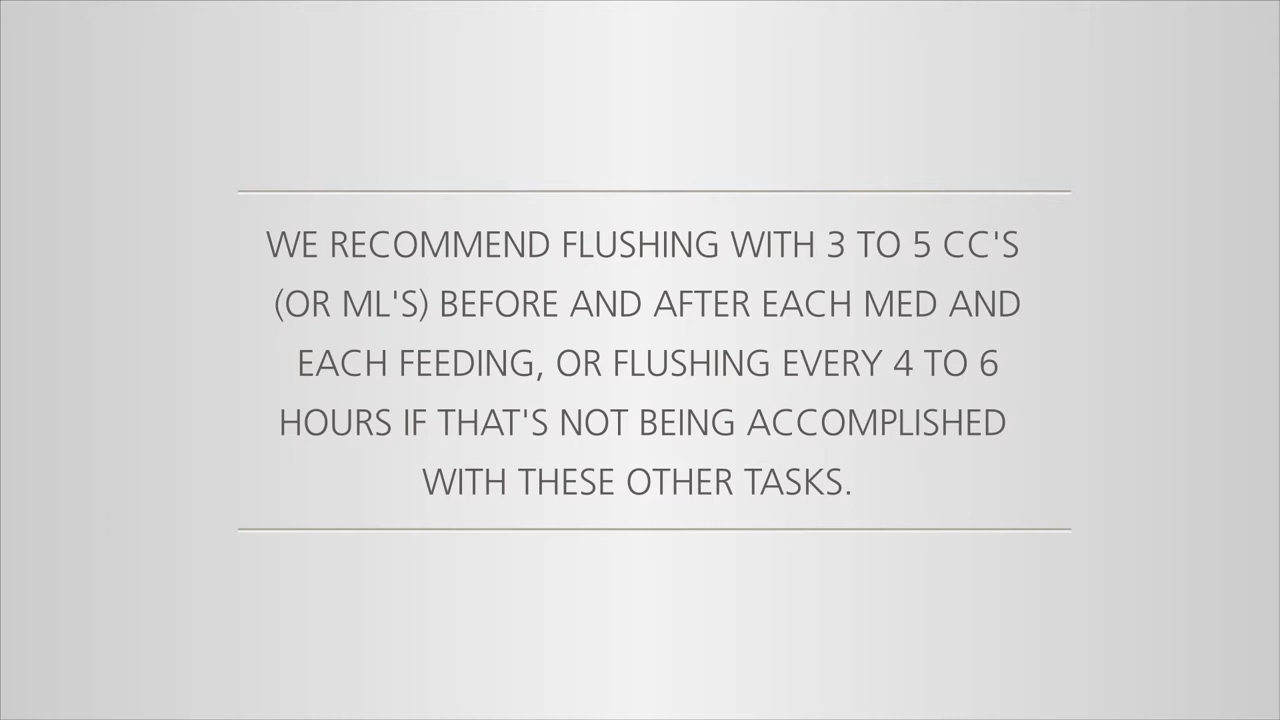 WE RECOMMEND FLUSHING WITH 3 TO 5 CC'S
(OR ML'S) BEFORE AND AFTER EACH MED AND
EACH FEEDING, OR FLUSHING EVERY 4 TO 6
HOURS IF THAT'S NOT BEING ACCOMPLISHED
WITH THESE OTHER TASKS.